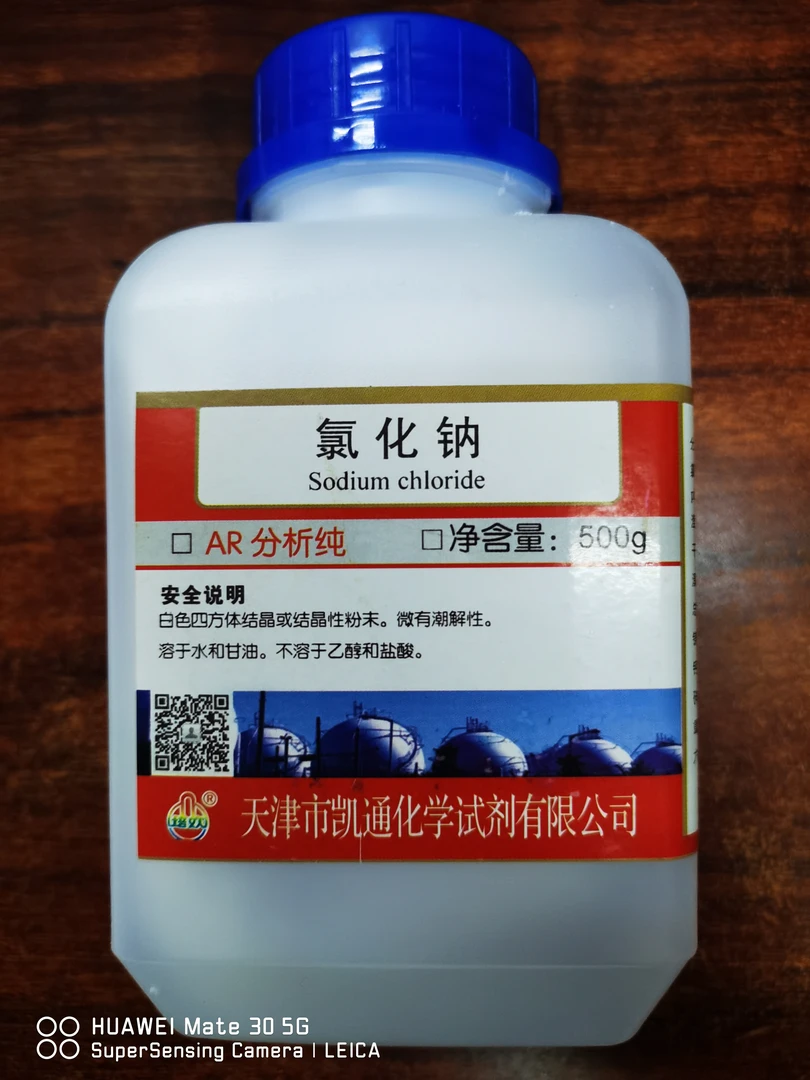 氯化钠
Sodium chloride
□ AR 分析纯 □净含量：500g
安全说明
白色四方体结晶或结晶性粉末。微有潮解性。
溶于水和甘油。不溶于乙醇和盐酸。
®
天津市凯通化学试剂有限公司
HUAWEI Mate 30 5G
SuperSensing Camera | LEICA